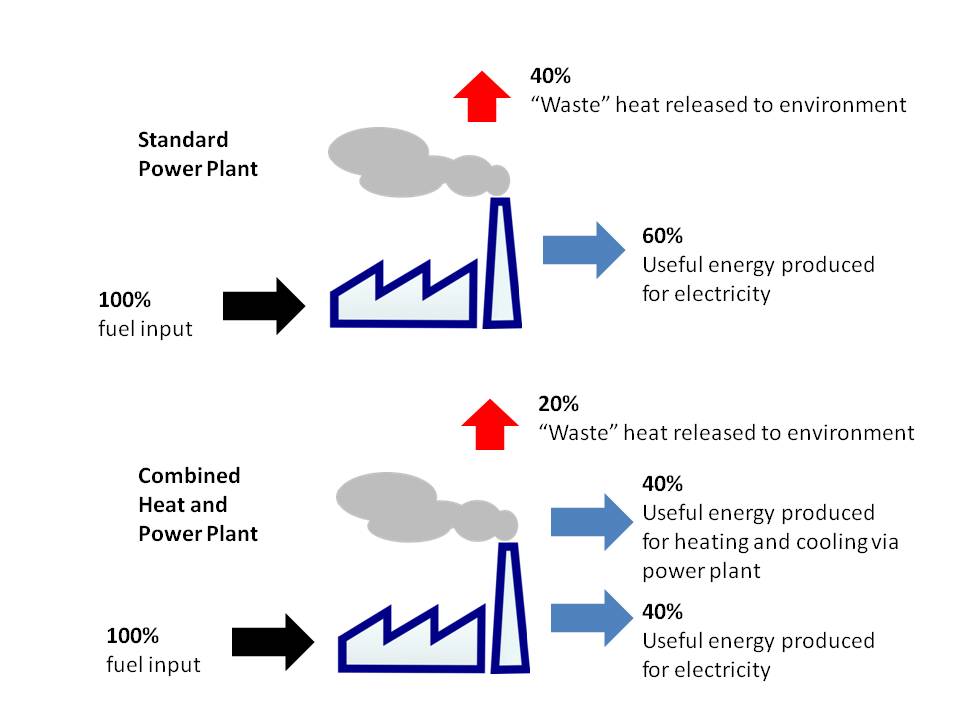 40%
“Waste” heat released to environment
Standard
Power Plant
60%
Useful energy produced
for electricity
100%
fuel input
20%
“Waste” heat released to environment
Combined
Heat and
Power Plant
40%
Useful energy produced
for heating and cooling via
power plant
40%
Useful energy produced
for electricity
100%
fuel input